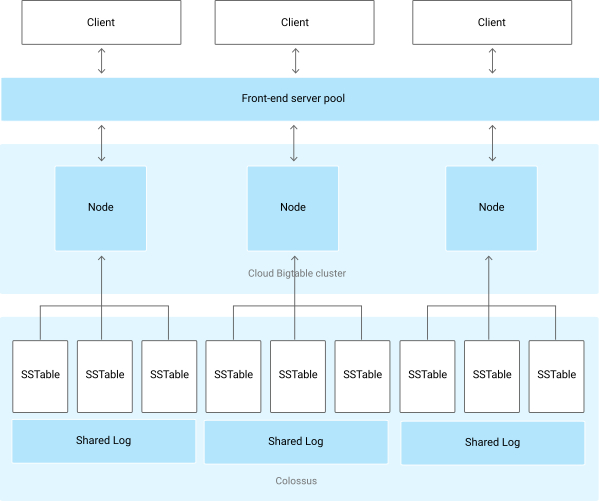 Client
Client
Client
Front-end server pool
Node
Node
Node
Cloud Bigtable cluster
SSTable
SSTable
SSTable
SSTable
SSTable
SSTable
SSTable
SSTable
SSTable
Shared Log
Shared Log
Shared Log
Colossus